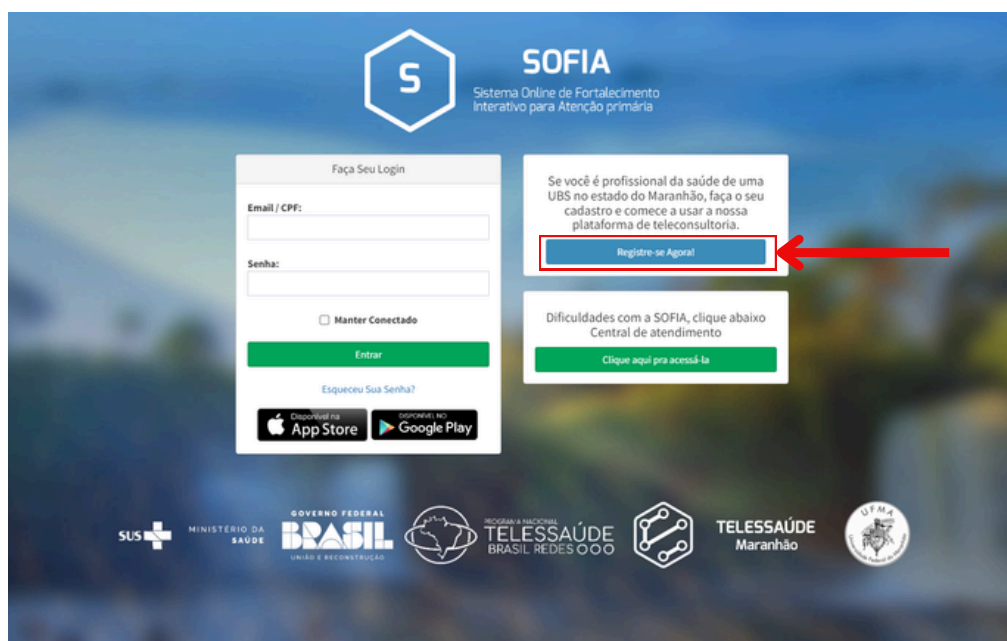 S
SOFIA
Sistema Online de Fortalecimento
Interativo para Atenção primária
Faça Seu Login
Email / CPF:
Senha:
Manter Conectado
Entrar
Esqueceu Sua Senha?
Disponível na
App Store
DISPONÍVEL NO
Google Play
Se você é profissional da saúde de uma
UBS no estado do Maranhão, faça o seu
cadastro e comece a usar a nossa
plataforma de teleconsultoria.
Registre-se Agora!
Dificuldades com a SOFIA, clique abaixo
Central de atendimento
Clique aqui pra acessá-la
SUS
MINISTÉRIO DA
SAÚDE
GOVERNO FEDERAL
BRASIL
UNIÃO E RECONSTRUÇÃO
PROGRAMA NACIONAL
TELESSAÚDE
BRASIL REDES
TELESSAÚDE
Maranhão
UFMA
Universidade Federal do Maranhão